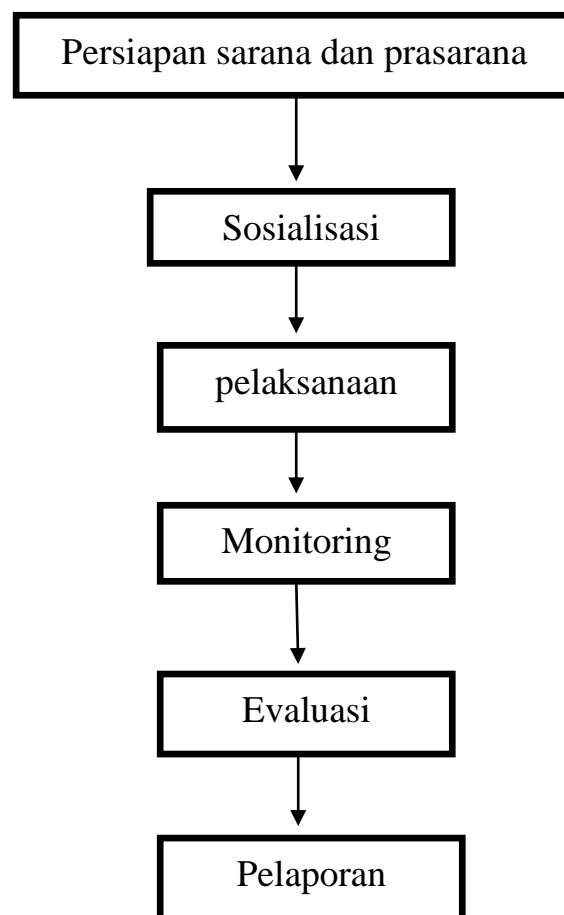 Persiapan sarana dan prasarana
Sosialisasi
pelaksanaan
Monitoring
Evaluasi
Pelaporan